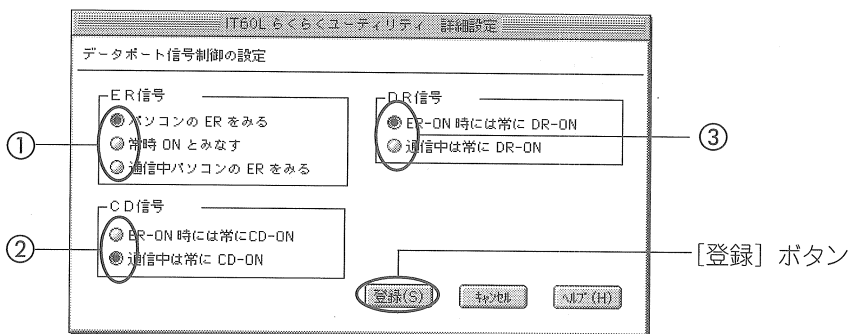 IT60L らくらくユーティリティ 詳細設定
データポート信号制御の設定
ER信号
パソコンの ER をみる
常時 ON とみなす
通信中パソコンの ER をみる
①
DR信号
ER-ON 時には常に DR-ON
通信中は常に DR-ON
③
CD信号
ER-ON 時には常にCD-ON
通信中は常に CD-ON
②
登録(S)
キャンセル
ヘルプ(H)
[登録] ボタン